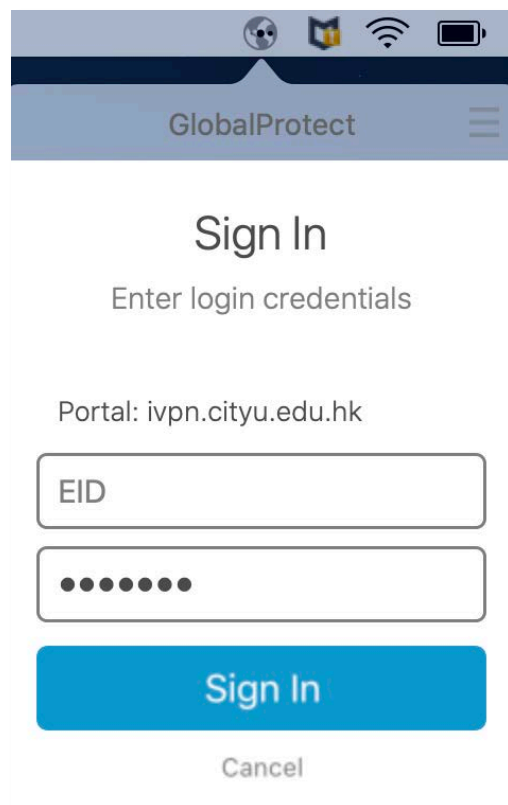 GlobalProtect
Sign In
Enter login credentials
Portal: ivpn.cityu.edu.hk
EID
•••••••
Sign In
Cancel